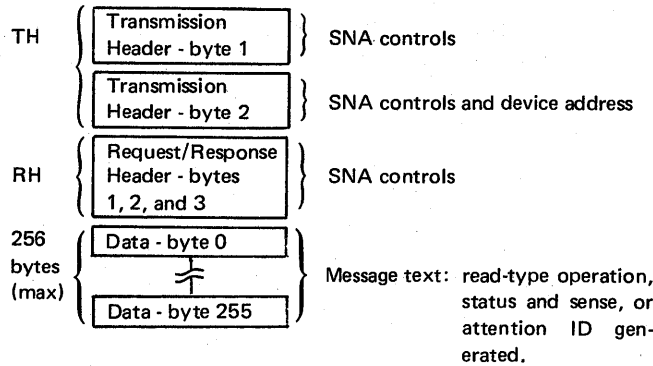 TH
Transmission
Header - byte 1
SNA controls
Transmission
Header - byte 2
SNA controls and device address
RH
Request/Response
Header - bytes
1, 2, and 3
SNA controls
256
bytes
(max)
Data - byte 0
Data - byte 255
Message text: read-type operation,
status and sense, or
attention ID gen-
erated.